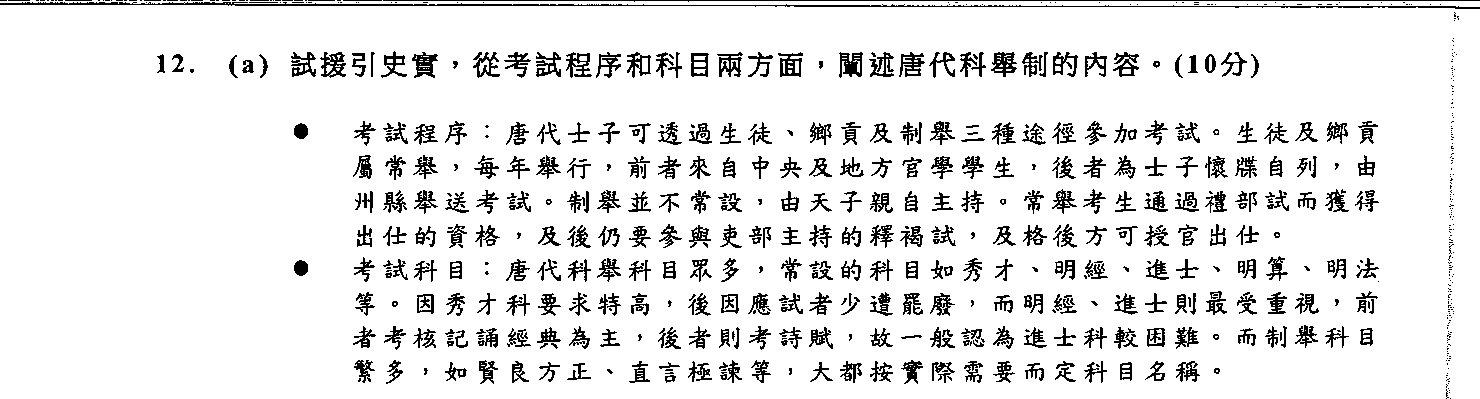 12. (a) 試援引史實，從考試程序和科目兩方面，闡述唐代科舉制的內容。(10分)
● 考試程序：唐代士子可透過生徒、鄉貢及制舉三種途徑參加考試。生徒及鄉貢
屬常舉，每年舉行，前者來自中央及地方官學學生，後者為士子懷牒自列，由
州縣舉送考試。制舉並不常設，由天子親自主持。常舉考生通過禮部試而獲得
出仕的資格，及後仍要參與吏部主持的釋褐試，及格後方可授官出仕。
● 考試科目：唐代科舉科目眾多，常設的科目如秀才、明經、進士、明算、明法
等。因秀才科要求特高，後因應試者少遭罷廢，而明經、進士則最受重視，前
者考核記誦經典為主，後者則考詩賦，故一般認為進士科較困難。而制舉科目
繁多，如賢良方正、直言極諫等，大都按實際需要而定科目名稱。